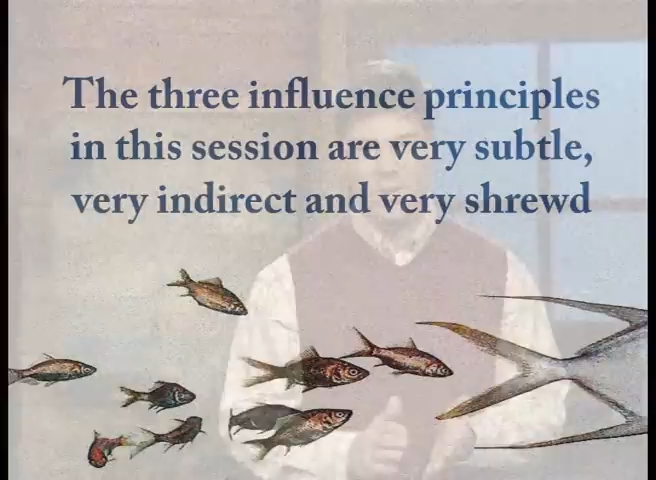 The three influence principles
in this session are very subtle,
very indirect and very shrewd